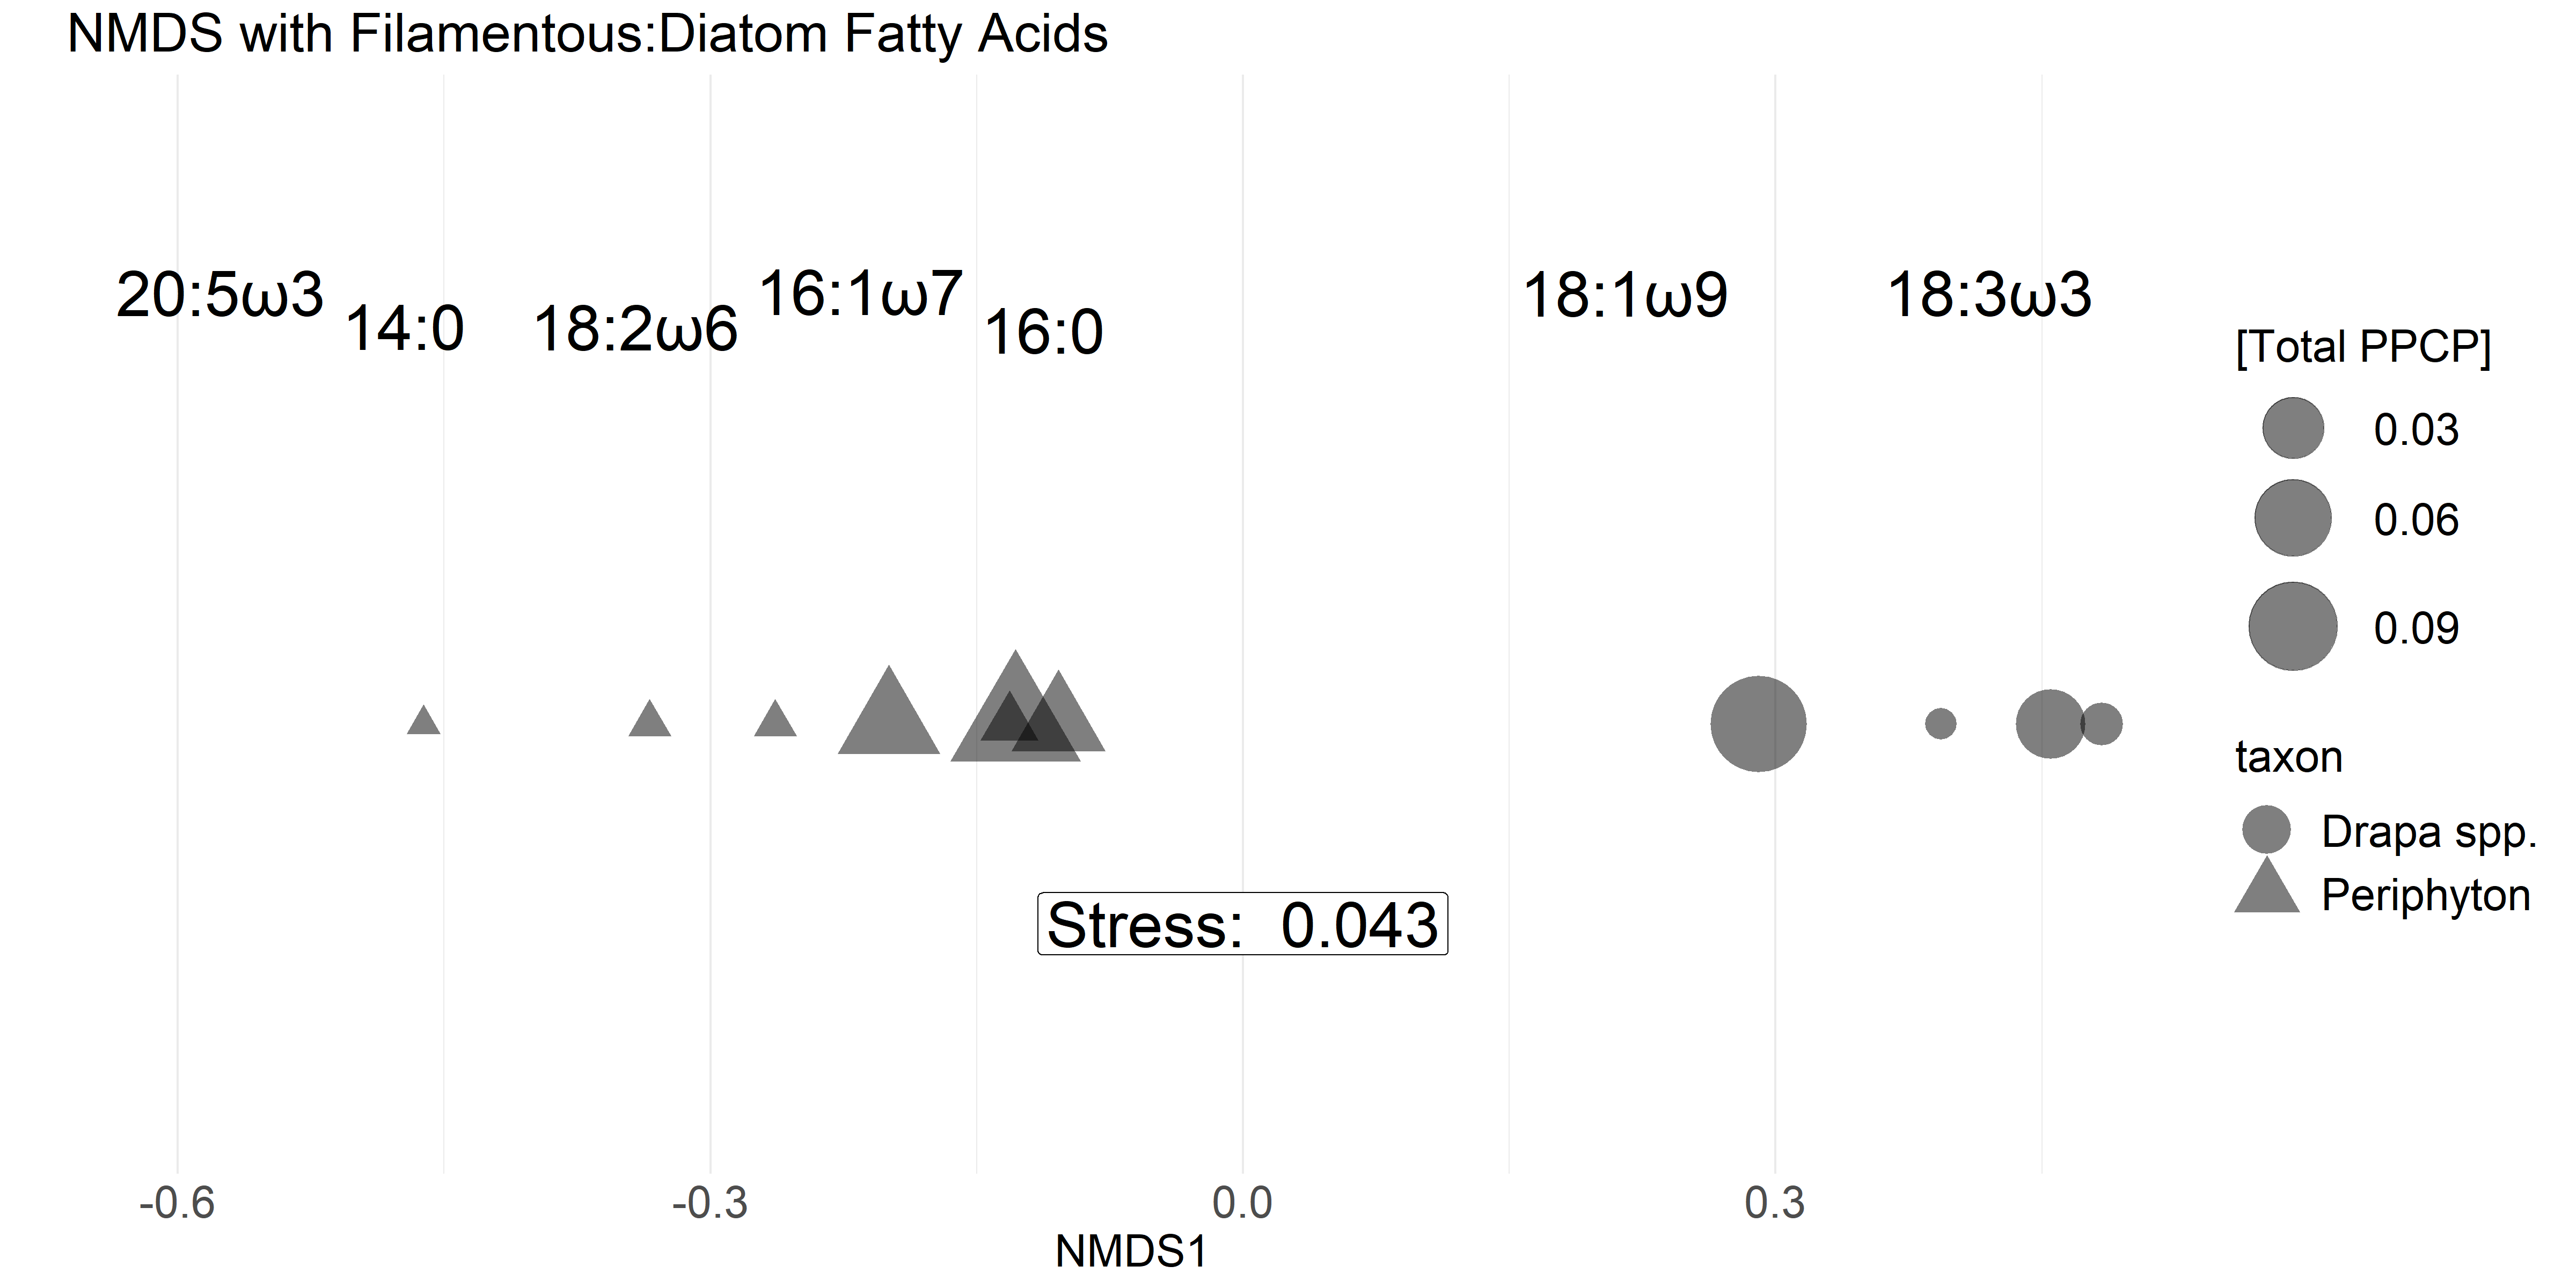 NMDS with Filamentous:Diatom Fatty Acids
20:5ω3
14:0
18:2ω6
16:1ω7
16:0
18:1ω9
18:3ω3
[Total PPCP]
0.03
0.06
0.09
taxon
Drapa spp.
Periphyton
Stress:  0.043
-0.6
-0.3
0.0
0.3
NMDS1